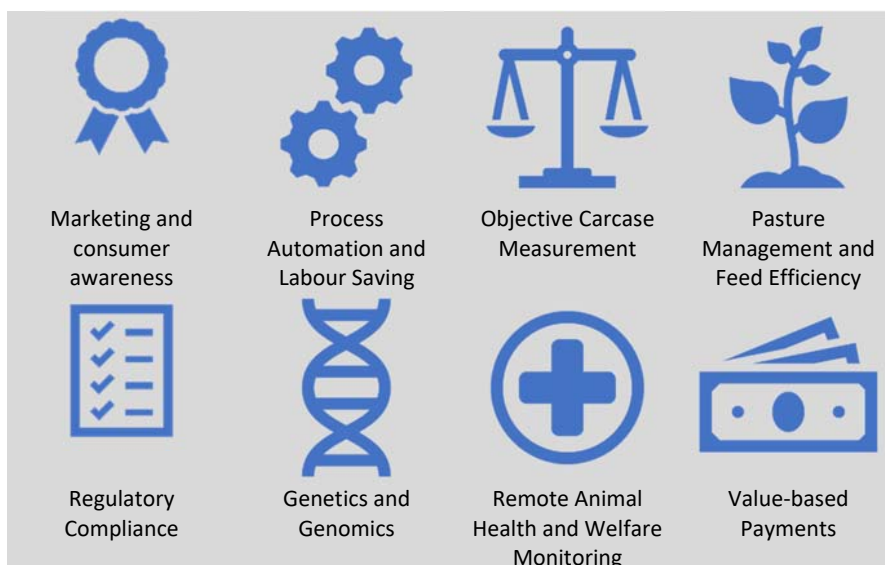 Marketing and
consumer
awareness
Process
Automation and
Labour Saving
Objective Carcase
Measurement
Pasture
Management and
Feed Efficiency
Regulatory
Compliance
Genetics and
Genomics
Remote Animal
Health and Welfare
Monitoring
Value-based
Payments